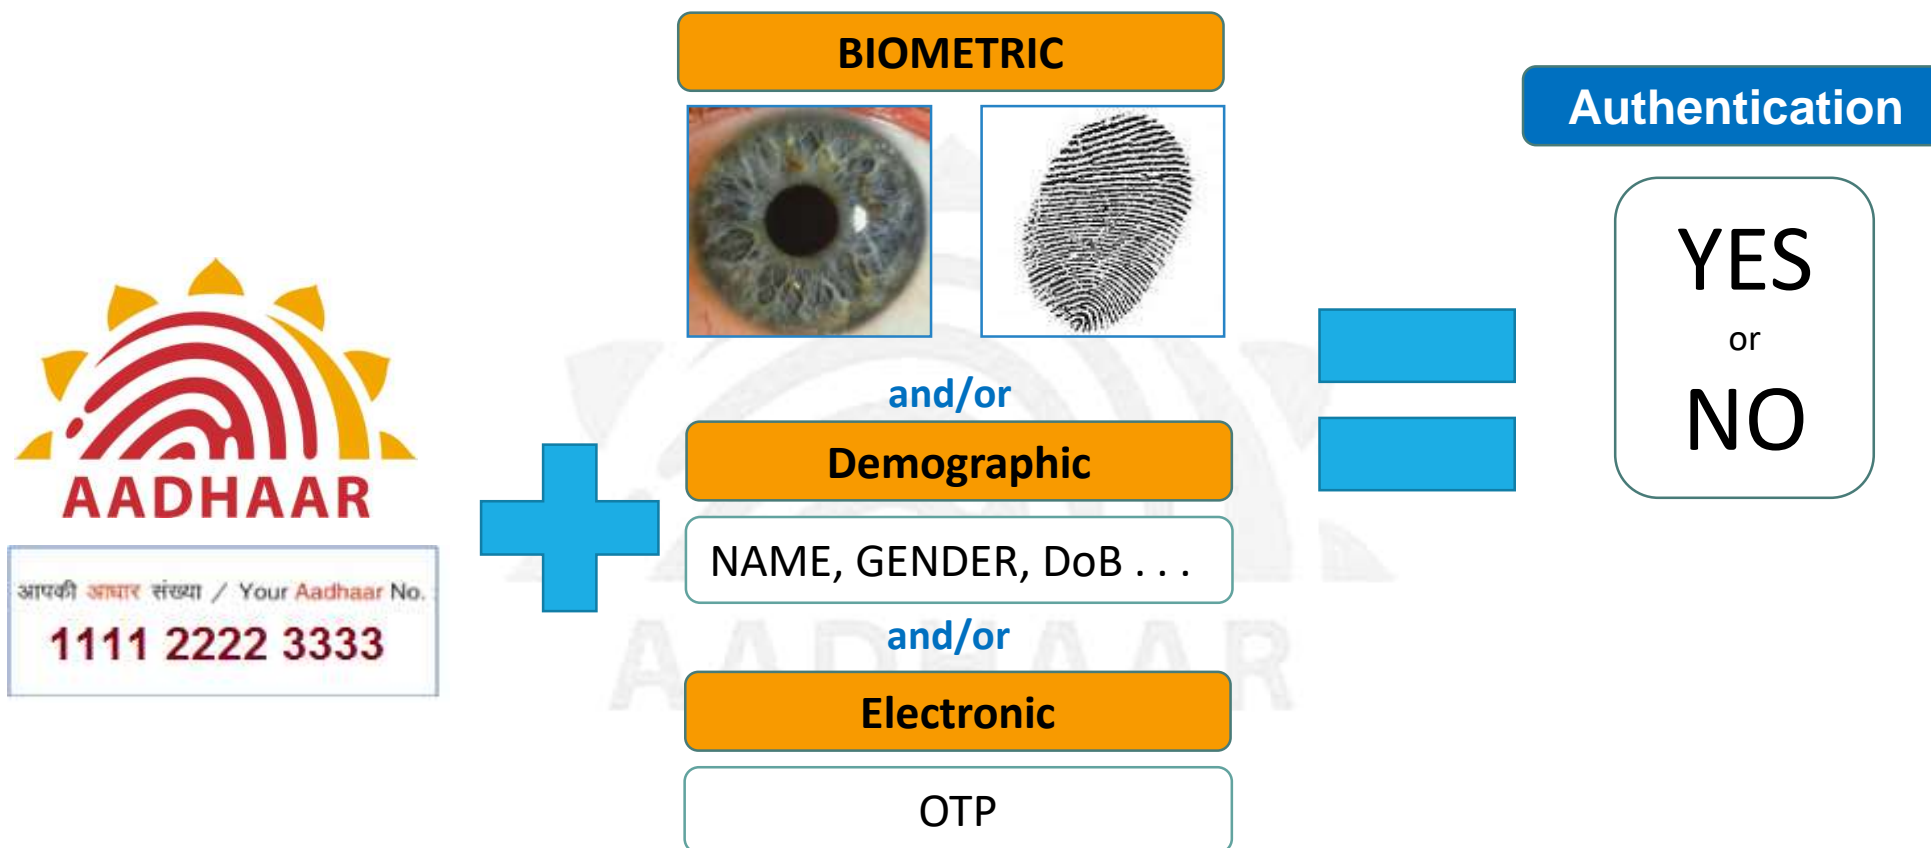 BIOMETRIC
Authentication
YES
or
NO
and/or
Demographic
NAME, GENDER, DoB . . .
and/or
Electronic
OTP
AADHAAR
आपकी आधार संख्या / Your Aadhaar No.
1111 2222 3333
AADHAAR